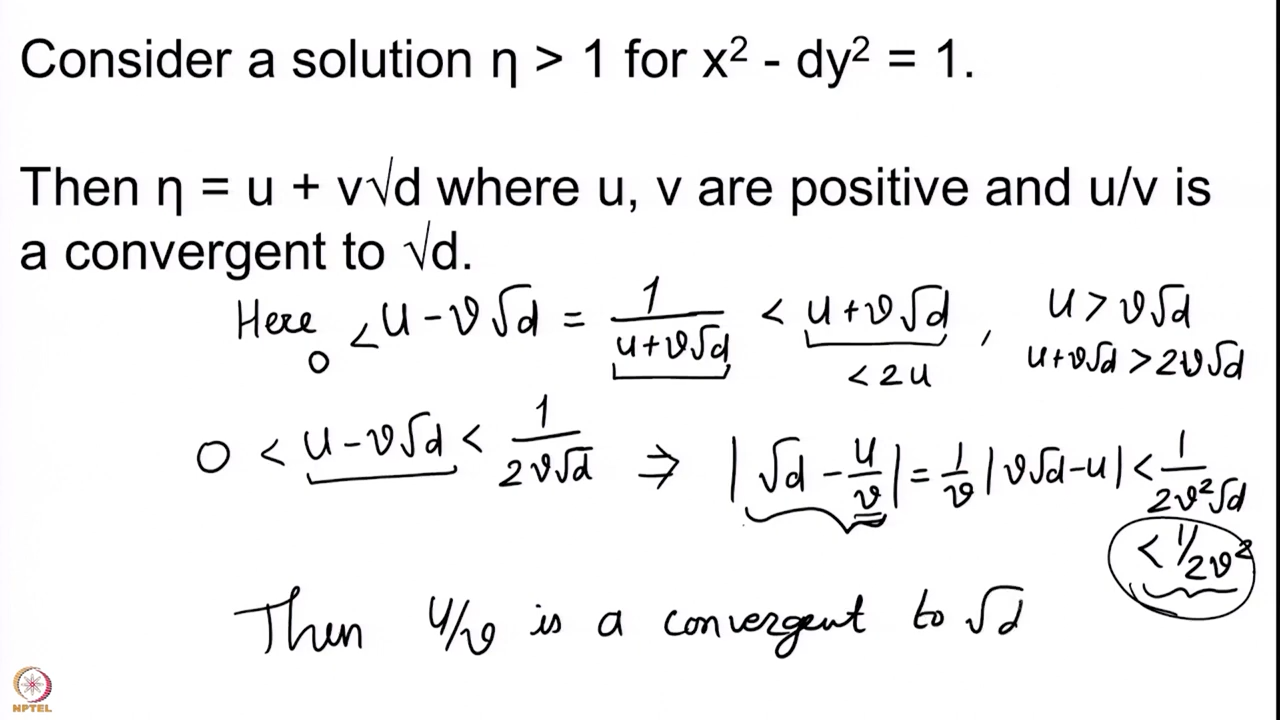 Consider a solution η > 1 for x² - dy² = 1.
Then η = u + v√d where u, v are positive and u/v is
a convergent to √d.
Here 0 < u - v√d = 1/(u+v√d) < u + v√d , u > v√d
< 2u u+v√d > 2v√d
0 < u - v√d < 1/(2v√d) ⇒ |√d - u/v| = 1/v |v√d - u| < 1/(2v²√d)
< 1/2v²
Then u/v is a convergent to √d
NPTEL